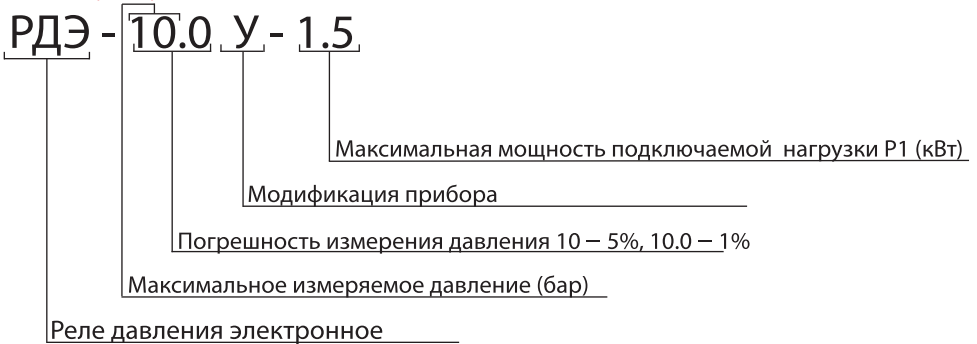 РДЭ - 10.0 У - 1.5
Максимальная мощность подключаемой нагрузки P1 (кВт)
Модификация прибора
Погрешность измерения давления 10 – 5%, 10.0 – 1%
Максимальное измеряемое давление (бар)
Реле давления электронное